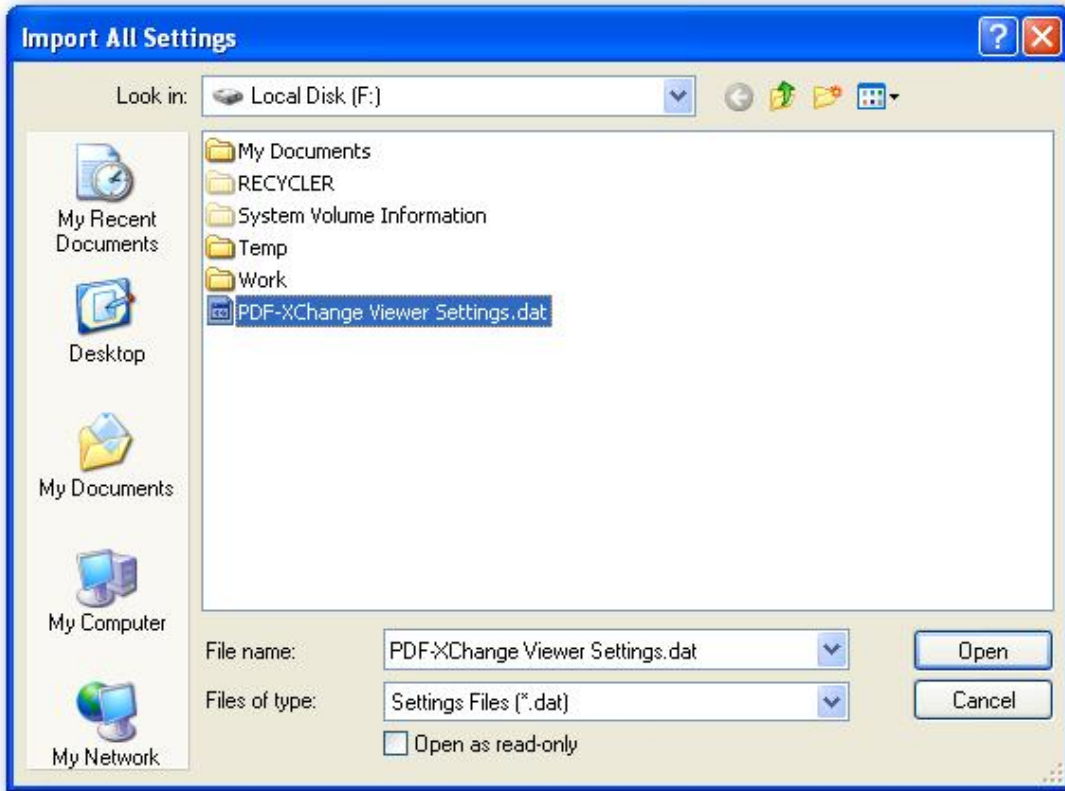 Import All Settings
Look in:
Local Disk (F:)
My Recent
Documents
Desktop
My Documents
My Computer
My Network
My Documents
RECYCLER
System Volume Information
Temp
Work
PDF-XChange Viewer Settings.dat
File name:
PDF-XChange Viewer Settings.dat
Open
Files of type:
Settings Files (*.dat)
Cancel
Open as read-only